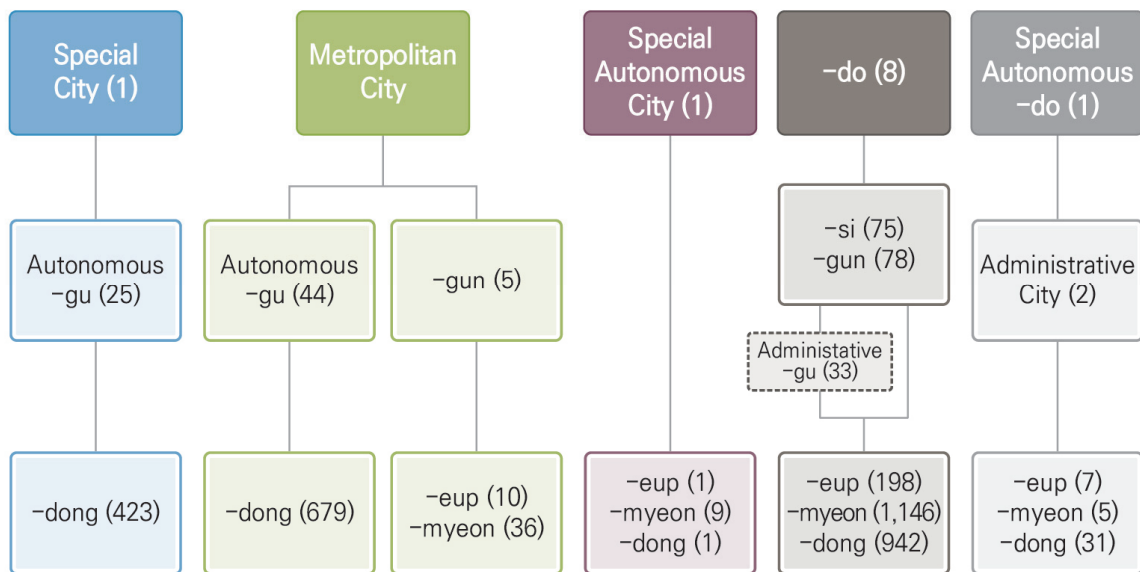 Special
City (1)
Metropolitan
City
Special
Autonomous
City (1)
–do (8)
Special
Autonomous
–do (1)
Autonomous
–gu (25)
Autonomous
–gu (44)
–gun (5)
–si (75)
–gun (78)
Administrative
City (2)
Administative
–gu (33)
–dong (423)
–dong (679)
–eup (10)
–myeon (36)
–eup (1)
–myeon (9)
–dong (1)
–eup (198)
–myeon (1,146)
–dong (942)
–eup (7)
–myeon (5)
–dong (31)